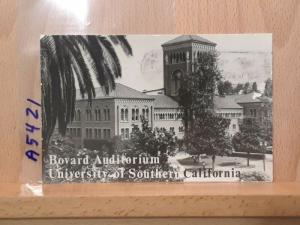 A5421
Bovard Auditorium
University of Southern California